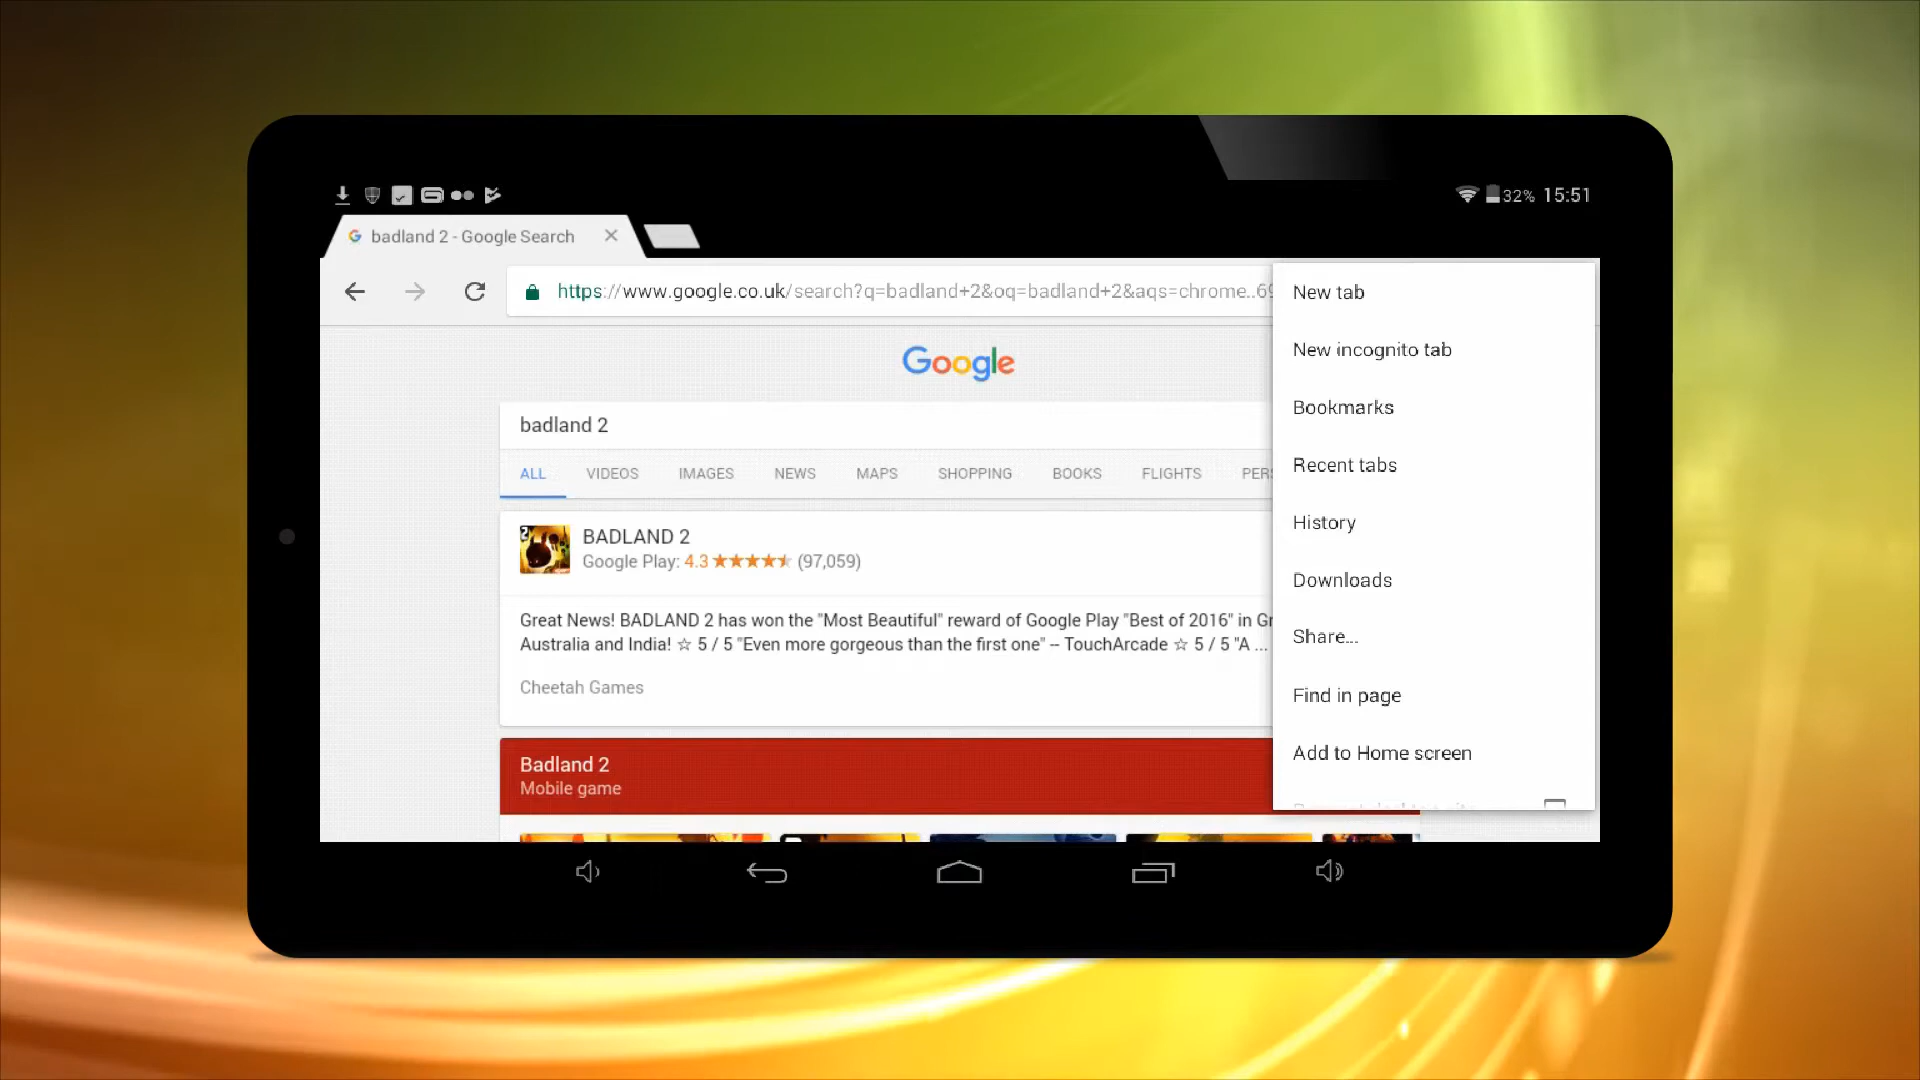 32% 15:51
badland 2 - Google Search
https://www.google.co.uk/search?q=badland+2&oq=badland+2&aqs=chrome..69
Google
badland 2
ALL VIDEOS IMAGES NEWS MAPS SHOPPING BOOKS FLIGHTS PERS
BADLAND 2
Google Play: 4.3 ★★★★★ (97,059)
Great News! BADLAND 2 has won the "Most Beautiful" reward of Google Play "Best of 2016" in Gr
Australia and India! ☆ 5 / 5 "Even more gorgeous than the first one" – TouchArcade ☆ 5 / 5 "A ...
Cheetah Games
Badland 2
Mobile game
New tab
New incognito tab
Bookmarks
Recent tabs
History
Downloads
Share...
Find in page
Add to Home screen